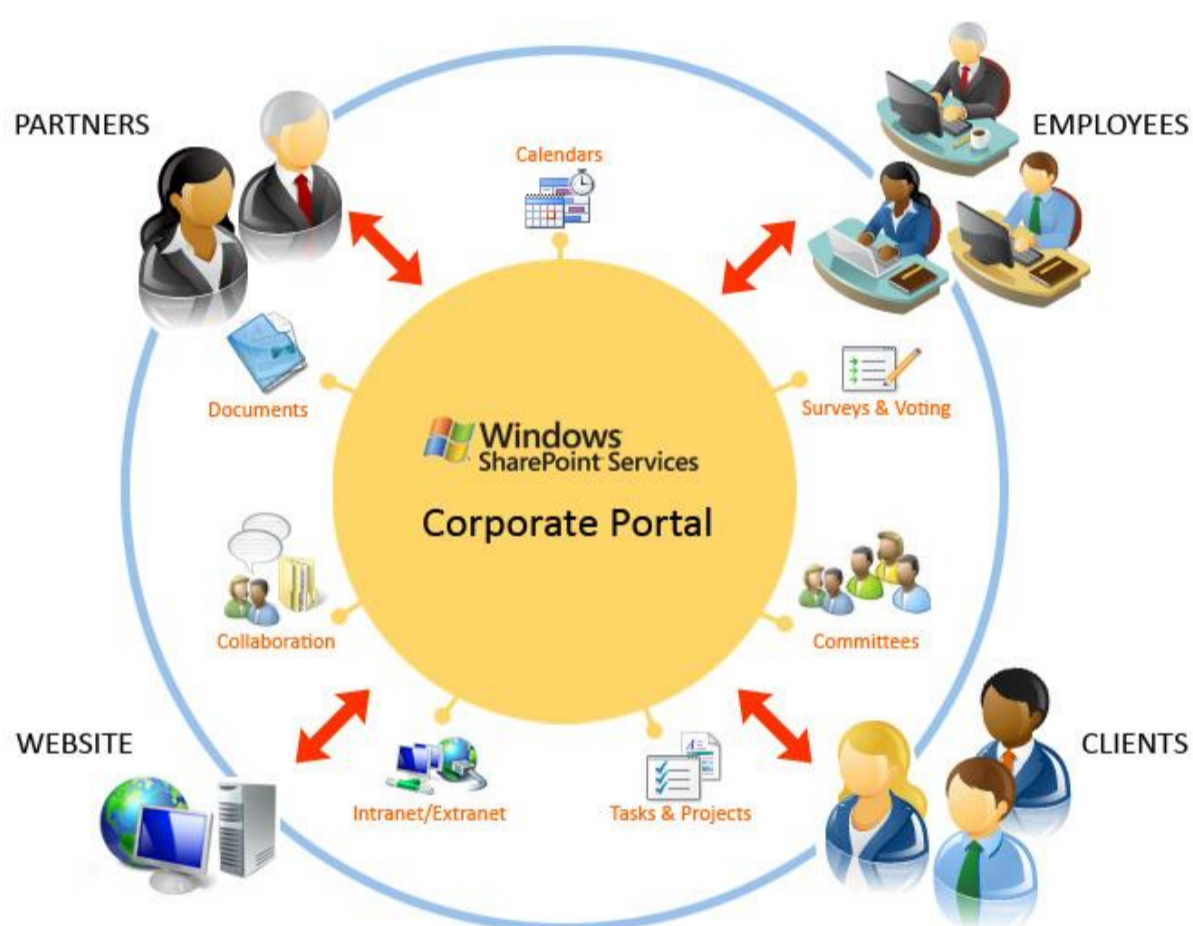 PARTNERS
EMPLOYEES
Calendars
Documents
Surveys & Voting
Windows
SharePoint Services
Corporate Portal
Collaboration
Committees
WEBSITE
CLIENTS
Intranet/Extranet
Tasks & Projects